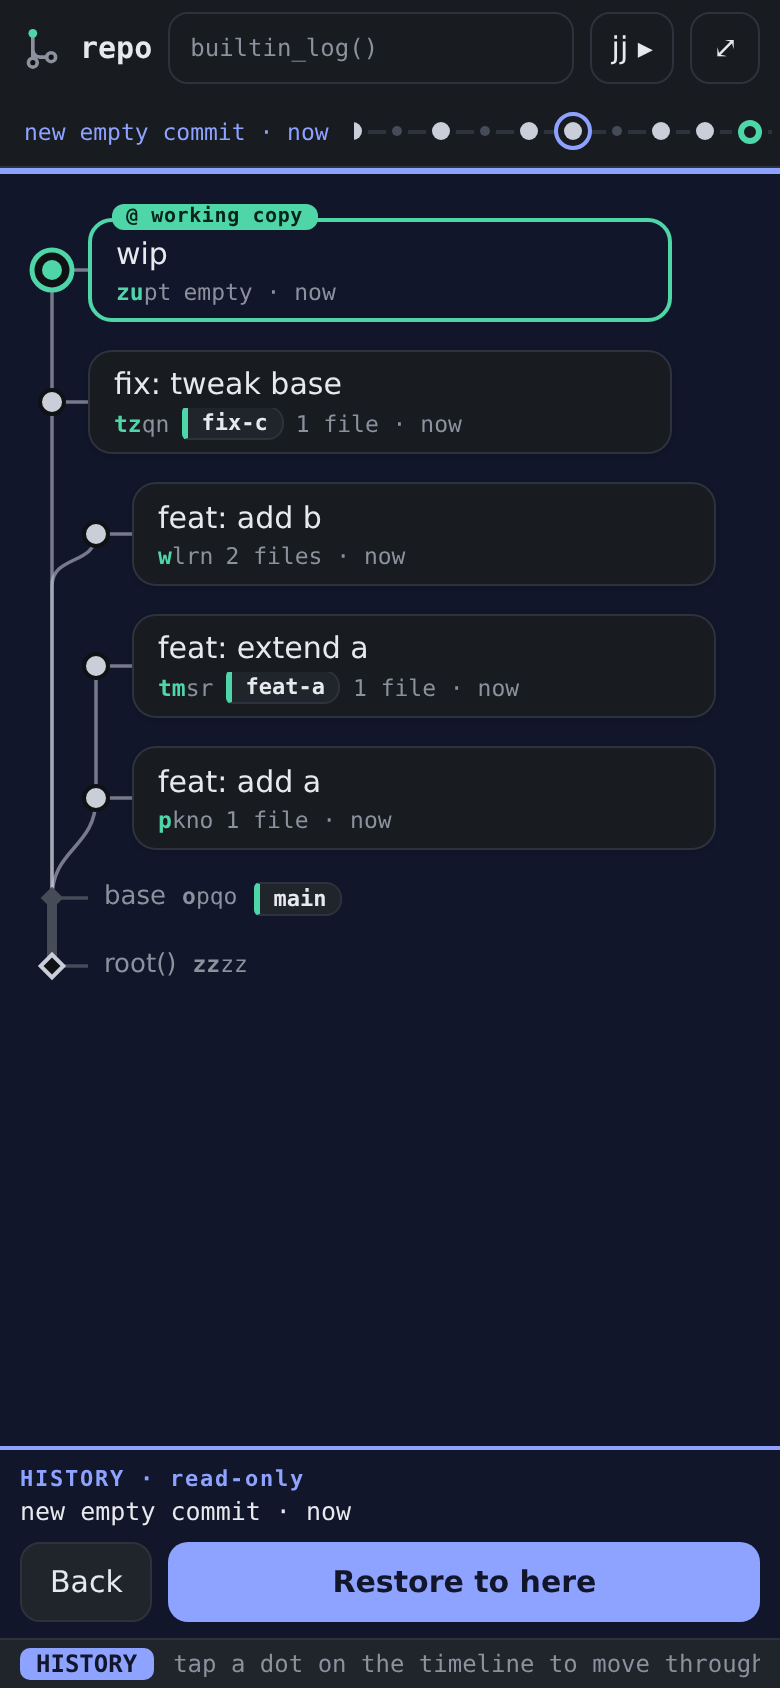 repo builtin_log() jj ▸ ⤢
new empty commit · now
@ working copy
wip
zupt empty · now
fix: tweak base
tzqn fix-c 1 file · now
feat: add b
wlrn 2 files · now
feat: extend a
tmsr feat-a 1 file · now
feat: add a
pkno 1 file · now
base opqo main
root() zzzz
HISTORY · read-only
new empty commit · now
Back Restore to here
HISTORY tap a dot on the timeline to move through